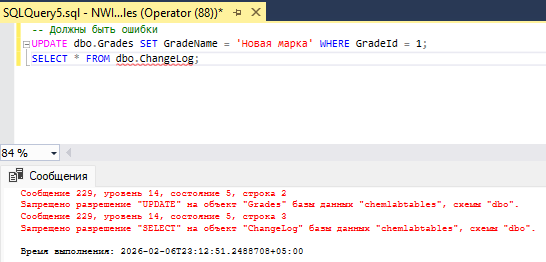 SQLQuery5.sql - NWI...les (Operator (88))*
-- Должны быть ошибки
UPDATE dbo.Grades SET GradeName = 'Новая марка' WHERE GradeId = 1;
SELECT * FROM dbo.ChangeLog;
84 %
Сообщения
Сообщение 229, уровень 14, состояние 5, строка 2
Запрещено разрешение "UPDATE" на объект "Grades" базы данных "chemlabtables", схемы "dbo".
Сообщение 229, уровень 14, состояние 5, строка 3
Запрещено разрешение "SELECT" на объект "ChangeLog" базы данных "chemlabtables", схемы "dbo".
Время выполнения: 2026-02-06T23:12:51.2488708+05:00